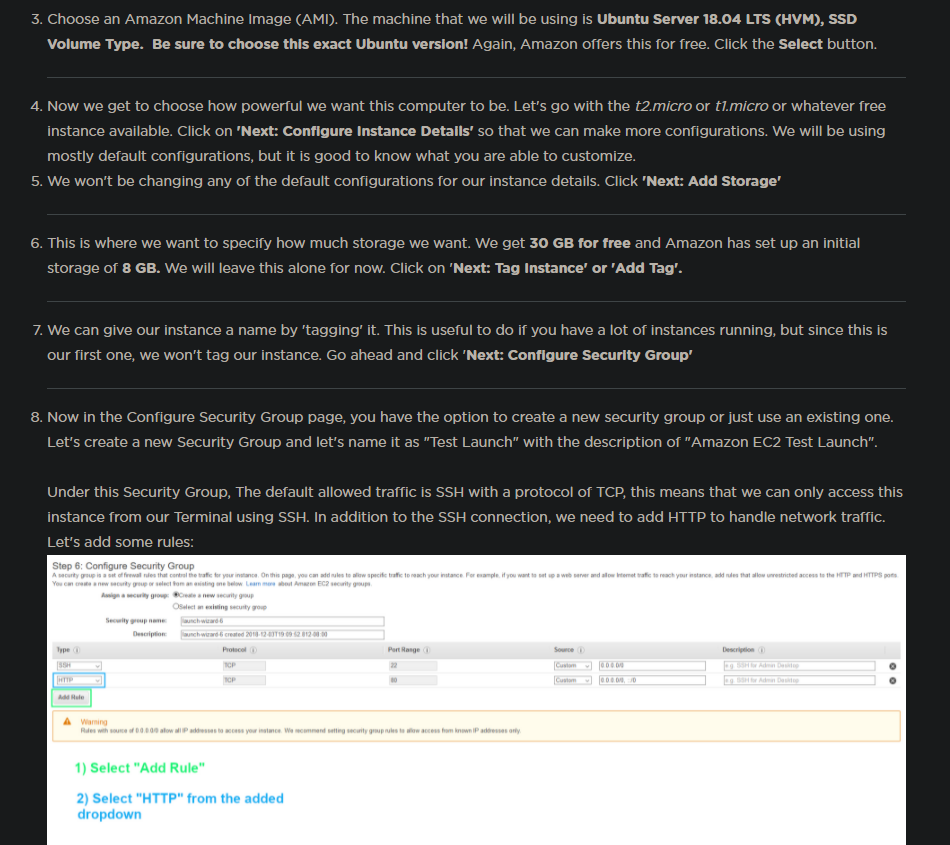 3. Choose an Amazon Machine Image (AMI). The machine that we will be using is Ubuntu Server 18.04 LTS (HVM), SSD
Volume Type.  Be sure to choose this exact Ubuntu version! Again, Amazon offers this for free. Click the Select button.
4. Now we get to choose how powerful we want this computer to be. Let's go with the t2.micro or t1.micro or whatever free
instance available. Click on 'Next: Configure Instance Details' so that we can make more configurations. We will be using
mostly default configurations, but it is good to know what you are able to customize.
5. We won't be changing any of the default configurations for our instance details. Click 'Next: Add Storage'
6. This is where we want to specify how much storage we want. We get 30 GB for free and Amazon has set up an initial
storage of 8 GB. We will leave this alone for now. Click on 'Next: Tag Instance' or 'Add Tag'.
7. We can give our instance a name by 'tagging' it. This is useful to do if you have a lot of instances running, but since this is
our first one, we won't tag our instance. Go ahead and click 'Next: Configure Security Group'
8. Now in the Configure Security Group page, you have the option to create a new security group or just use an existing one.
Let's create a new Security Group and let's name it as "Test Launch" with the description of "Amazon EC2 Test Launch".
Under this Security Group, The default allowed traffic is SSH with a protocol of TCP, this means that we can only access this
instance from our Terminal using SSH. In addition to the SSH connection, we need to add HTTP to handle network traffic.
Let's add some rules:
Step 6: Configure Security Group
A security group is a set of firewall rules that control the traffic for your instance. On this page, you can add rules to allow specific traffic to reach your instance. For example, if you want to set up a web server and allow Internet traffic to reach your instance, add rules that allow unrestricted access to the HTTP and HTTPS ports.
You can create a new security group or select from an existing one below. Learn more about Amazon EC2 security groups.
Assign a security group: Create a new security group
Select an existing security group
Security group name: launch-wizard-6
Description: launch-wizard-6 created 2018-12-03T19:09:52.812-08:00
Type Protocol Port Range Source Description
SSH TCP 22 Custom 0.0.0.0/0 e.g. SSH for Admin Desktop
HTTP TCP 80 Custom 0.0.0.0/0, ::/0 e.g. SSH for Admin Desktop
Add Rule
Warning
Rules with source of 0.0.0.0/0 allow all IP addresses to access your instance. We recommend setting security group rules to allow access from known IP addresses only.
1) Select "Add Rule"
2) Select "HTTP" from the added
dropdown